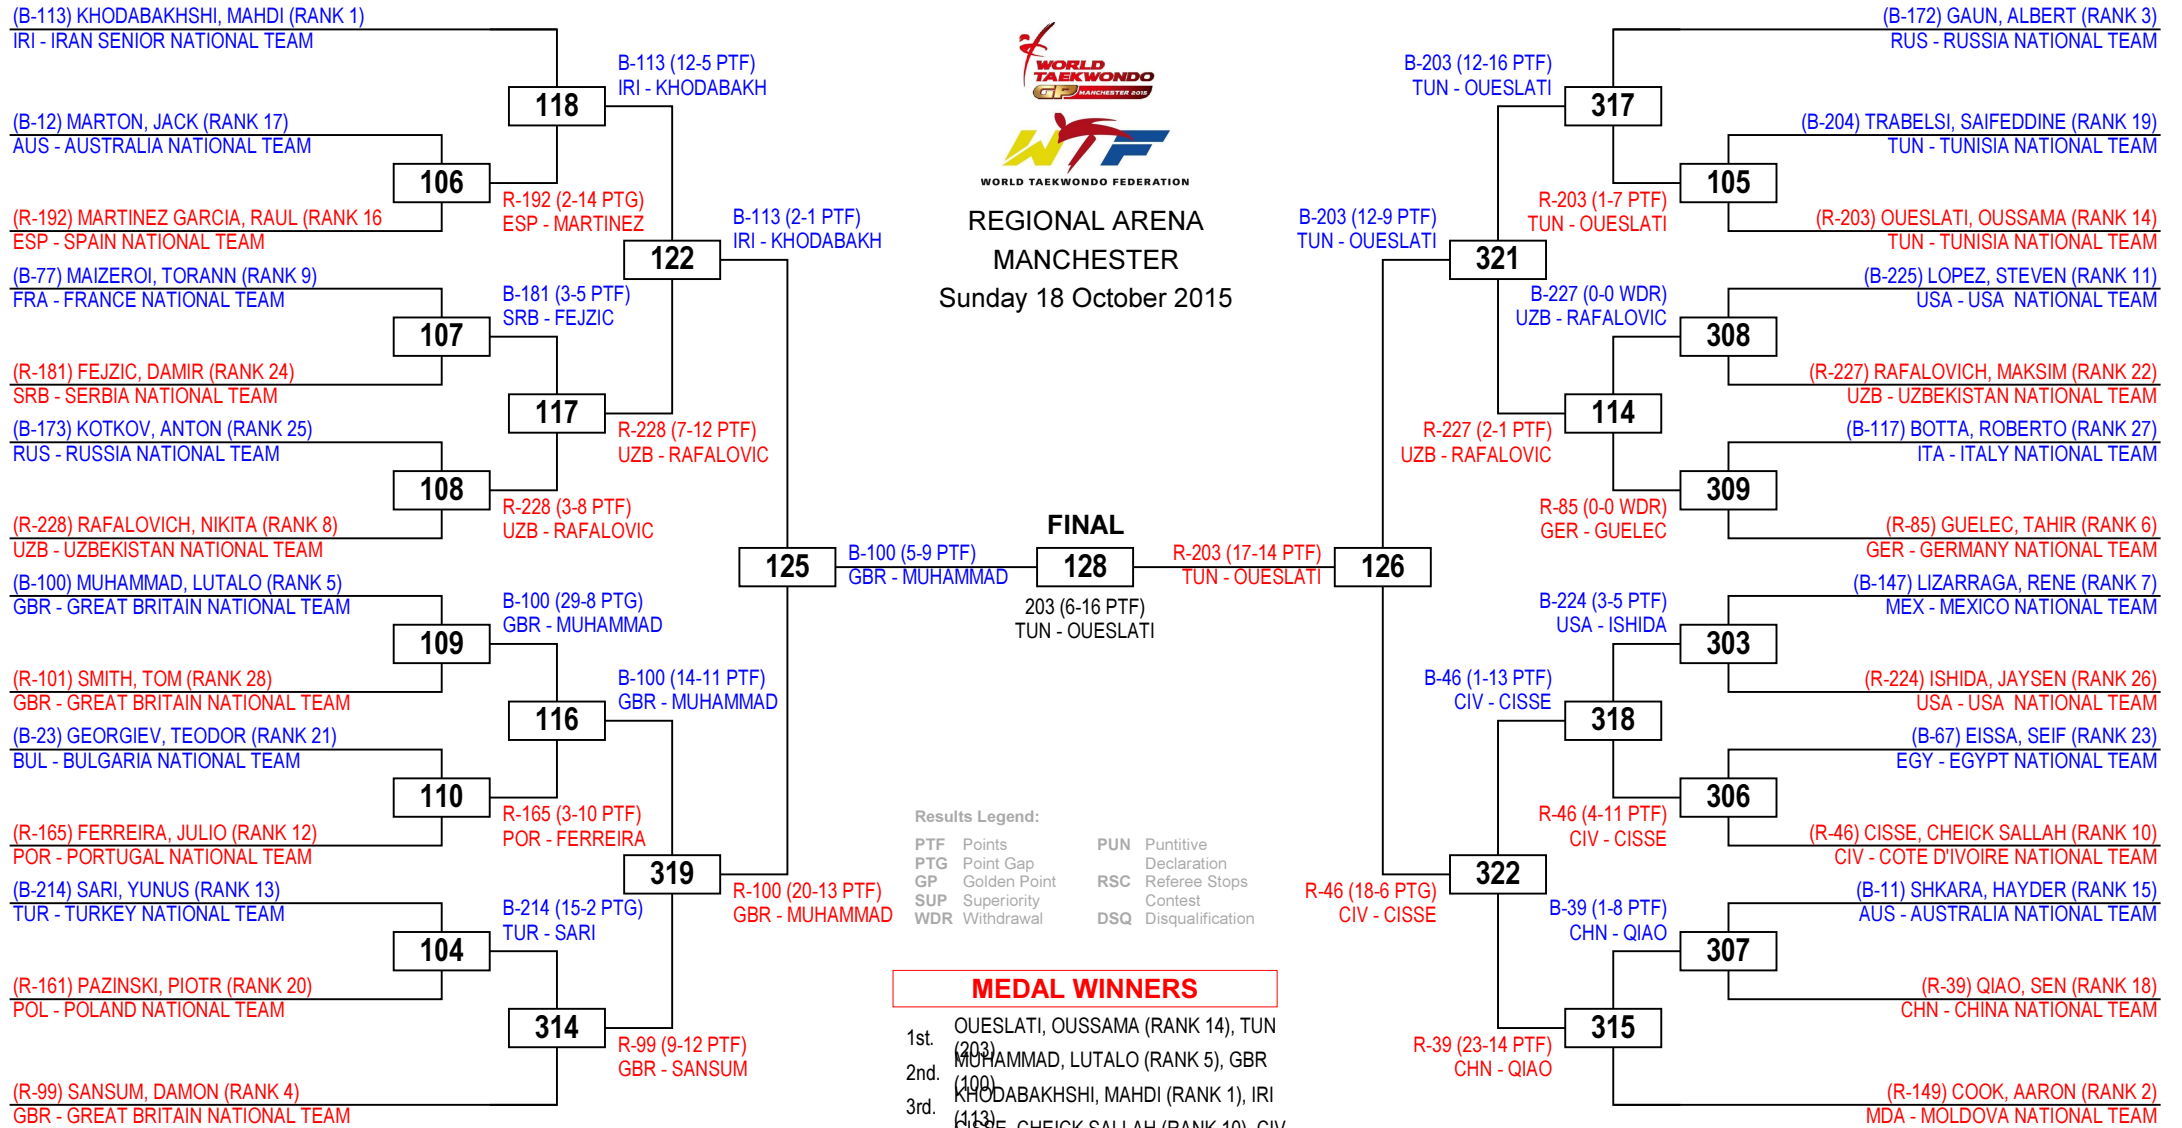 (B-113) KHODABAKHSHI, MAHDI (RANK 1)
IRI - IRAN SENIOR NATIONAL TEAM
(B-12) MARTON, JACK (RANK 17)
AUS - AUSTRALIA NATIONAL TEAM
(R-192) MARTINEZ GARCIA, RAUL (RANK 16
ESP - SPAIN NATIONAL TEAM
(B-77) MAIZEROI, TORANN (RANK 9)
FRA - FRANCE NATIONAL TEAM
(R-181) FEJZIC, DAMIR (RANK 24)
SRB - SERBIA NATIONAL TEAM
(B-173) KOTKOV, ANTON (RANK 25)
RUS - RUSSIA NATIONAL TEAM
(R-228) RAFALOVICH, NIKITA (RANK 8)
UZB - UZBEKISTAN NATIONAL TEAM
(B-100) MUHAMMAD, LUTALO (RANK 5)
GBR - GREAT BRITAIN NATIONAL TEAM
(R-101) SMITH, TOM (RANK 28)
GBR - GREAT BRITAIN NATIONAL TEAM
(B-23) GEORGIEV, TEODOR (RANK 21)
BUL - BULGARIA NATIONAL TEAM
(R-165) FERREIRA, JULIO (RANK 12)
POR - PORTUGAL NATIONAL TEAM
(B-214) SARI, YUNUS (RANK 13)
TUR - TURKEY NATIONAL TEAM
(R-161) PAZINSKI, PIOTR (RANK 20)
POL - POLAND NATIONAL TEAM
(R-99) SANSUM, DAMON (RANK 4)
GBR - GREAT BRITAIN NATIONAL TEAM
106
107
108
109
110
104
R-192 (2-14 PTG)
ESP - MARTINEZ
B-181 (3-5 PTF)
SRB - FEJZIC
R-228 (3-8 PTF)
UZB - RAFALOVIC
B-100 (29-8 PTG)
GBR - MUHAMMAD
R-165 (3-10 PTF)
POR - FERREIRA
B-214 (15-2 PTG)
TUR - SARI
118
117
116
314
B-113 (12-5 PTF)
IRI - KHODABAKH
R-228 (7-12 PTF)
UZB - RAFALOVIC
B-100 (14-11 PTF)
GBR - MUHAMMAD
R-99 (9-12 PTF)
GBR - SANSUM
122
319
B-113 (2-1 PTF)
IRI - KHODABAKH
R-100 (20-13 PTF)
GBR - MUHAMMAD
125
B-100 (5-9 PTF)
GBR - MUHAMMAD
WORLD
TAEKWONDO
GP MANCHESTER 2015
WTF
WORLD TAEKWONDO FEDERATION
REGIONAL ARENA
MANCHESTER
Sunday 18 October 2015
FINAL
128
203 (6-16 PTF)
TUN - OUESLATI
Results Legend:
PTF Points
PTG Point Gap
GP Golden Point
SUP Superiority
WDR Withdrawal
PUN Puntitive
Declaration
RSC Referee Stops
Contest
DSQ Disqualification
MEDAL WINNERS
1st. OUESLATI, OUSSAMA (RANK 14), TUN
(203)
2nd. MUHAMMAD, LUTALO (RANK 5), GBR
(100)
3rd. KHODABAKHSHI, MAHDI (RANK 1), IRI
(113)
CISSE, CHEICK SALLAH (RANK 10), CIV
R-203 (17-14 PTF)
TUN - OUESLATI
126
B-203 (12-9 PTF)
TUN - OUESLATI
R-46 (18-6 PTG)
CIV - CISSE
321
322
B-203 (12-16 PTF)
TUN - OUESLATI
R-227 (2-1 PTF)
UZB - RAFALOVIC
B-46 (1-13 PTF)
CIV - CISSE
R-39 (23-14 PTF)
CHN - QIAO
317
114
318
315
R-203 (1-7 PTF)
TUN - OUESLATI
B-227 (0-0 WDR)
UZB - RAFALOVIC
R-85 (0-0 WDR)
GER - GUELEC
B-224 (3-5 PTF)
USA - ISHIDA
R-46 (4-11 PTF)
CIV - CISSE
B-39 (1-8 PTF)
CHN - QIAO
105
308
309
303
306
307
(B-172) GAUN, ALBERT (RANK 3)
RUS - RUSSIA NATIONAL TEAM
(B-204) TRABELSI, SAIFEDDINE (RANK 19)
TUN - TUNISIA NATIONAL TEAM
(R-203) OUESLATI, OUSSAMA (RANK 14)
TUN - TUNISIA NATIONAL TEAM
(B-225) LOPEZ, STEVEN (RANK 11)
USA - USA NATIONAL TEAM
(R-227) RAFALOVICH, MAKSIM (RANK 22)
UZB - UZBEKISTAN NATIONAL TEAM
(B-117) BOTTA, ROBERTO (RANK 27)
ITA - ITALY NATIONAL TEAM
(R-85) GUELEC, TAHIR (RANK 6)
GER - GERMANY NATIONAL TEAM
(B-147) LIZARRAGA, RENE (RANK 7)
MEX - MEXICO NATIONAL TEAM
(R-224) ISHIDA, JAYSEN (RANK 26)
USA - USA NATIONAL TEAM
(B-67) EISSA, SEIF (RANK 23)
EGY - EGYPT NATIONAL TEAM
(R-46) CISSE, CHEICK SALLAH (RANK 10)
CIV - COTE D'IVOIRE NATIONAL TEAM
(B-11) SHKARA, HAYDER (RANK 15)
AUS - AUSTRALIA NATIONAL TEAM
(R-39) QIAO, SEN (RANK 18)
CHN - CHINA NATIONAL TEAM
(R-149) COOK, AARON (RANK 2)
MDA - MOLDOVA NATIONAL TEAM